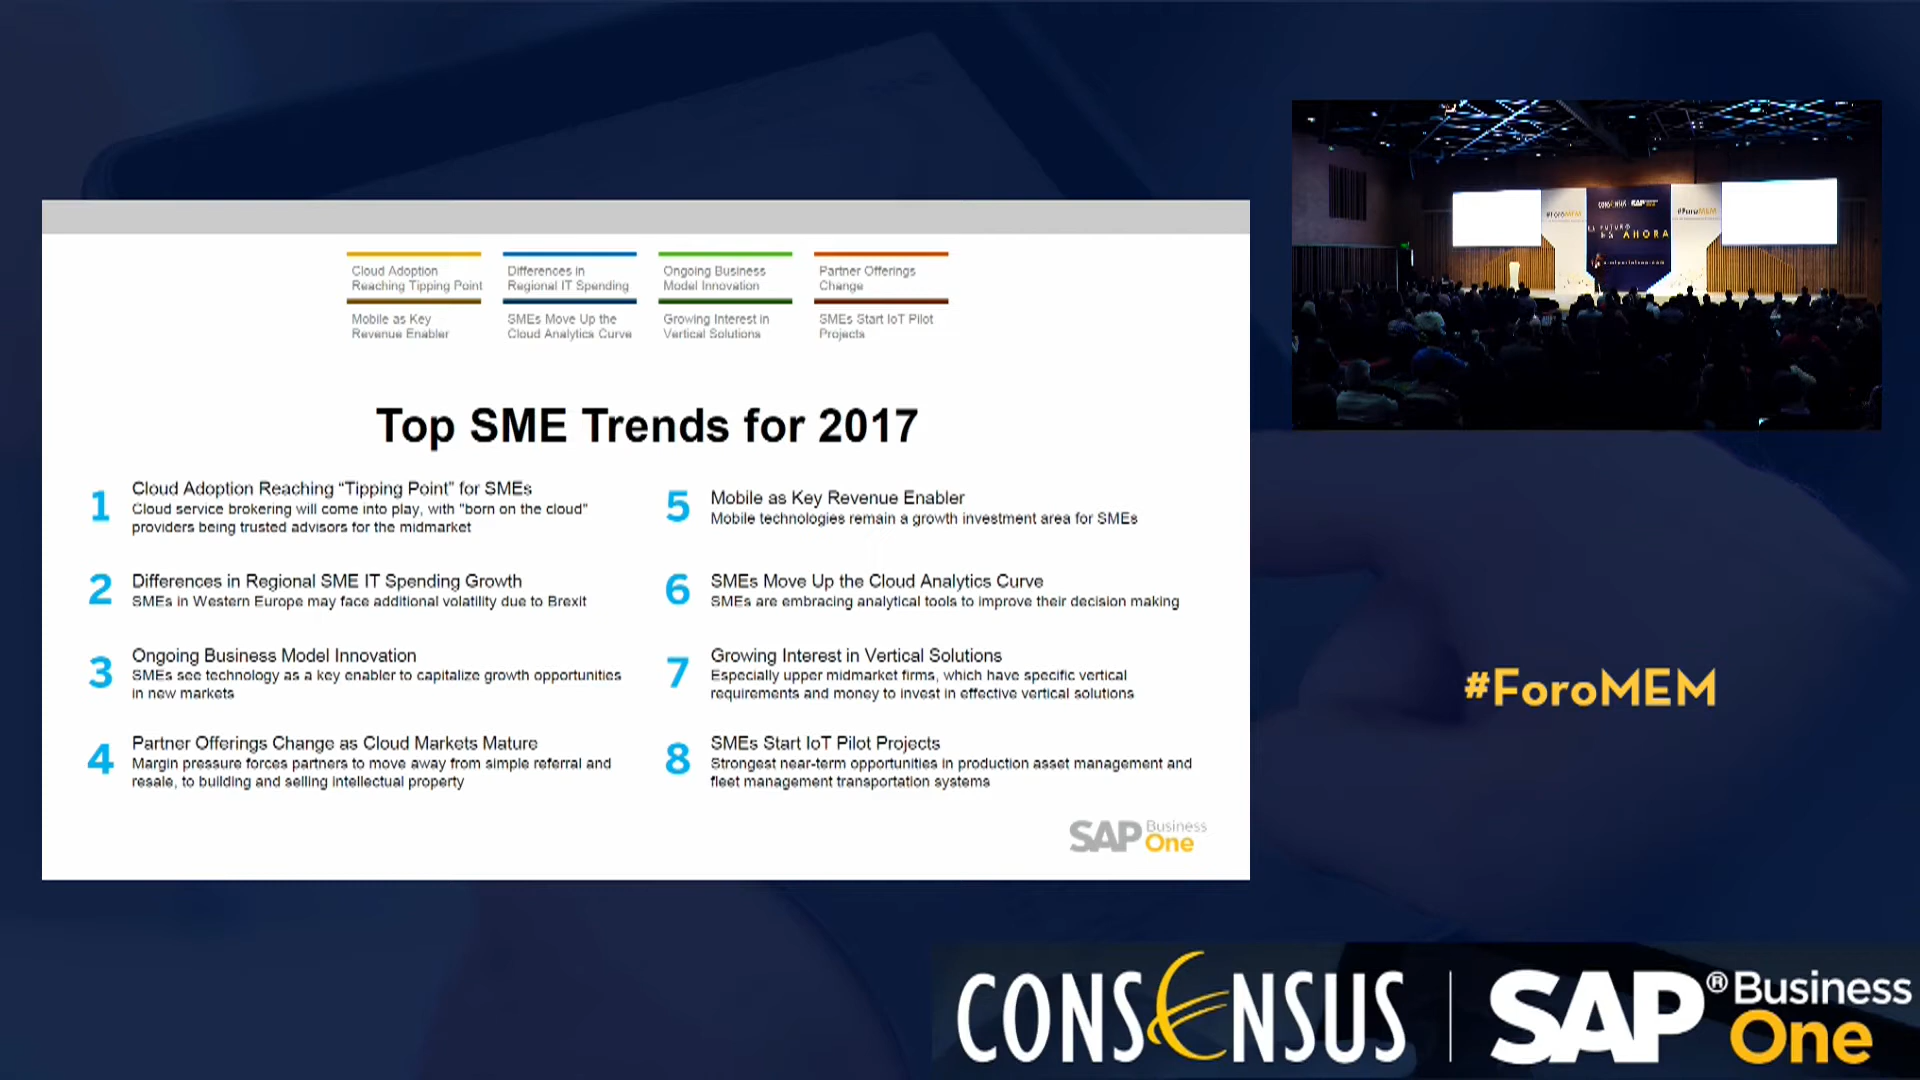 Cloud Adoption
Reaching Tipping Point
Differences in
Regional IT Spending
Ongoing Business
Model Innovation
Partner Offerings
Change
Mobile as Key
Revenue Enabler
SMEs Move Up the
Cloud Analytics Curve
Growing Interest in
Vertical Solutions
SMEs Start IoT Pilot
Projects
Top SME Trends for 2017
1
Cloud Adoption Reaching “Tipping Point” for SMEs
Cloud service brokering will come into play, with "born on the cloud"
providers being trusted advisors for the midmarket
2
Differences in Regional SME IT Spending Growth
SMEs in Western Europe may face additional volatility due to Brexit
3
Ongoing Business Model Innovation
SMEs see technology as a key enabler to capitalize growth opportunities
in new markets
4
Partner Offerings Change as Cloud Markets Mature
Margin pressure forces partners to move away from simple referral and
resale, to building and selling intellectual property
5
Mobile as Key Revenue Enabler
Mobile technologies remain a growth investment area for SMEs
6
SMEs Move Up the Cloud Analytics Curve
SMEs are embracing analytical tools to improve their decision making
7
Growing Interest in Vertical Solutions
Especially upper midmarket firms, which have specific vertical
requirements and money to invest in effective vertical solutions
8
SMEs Start IoT Pilot Projects
Strongest near-term opportunities in production asset management and
fleet management transportation systems
SAP Business
One
#ForoMEM
CONSENSUS SAP
#ForoMEM
FUTURO
ES AHORA
#ForoMEM
CONSENSUS | SAP® Business
One